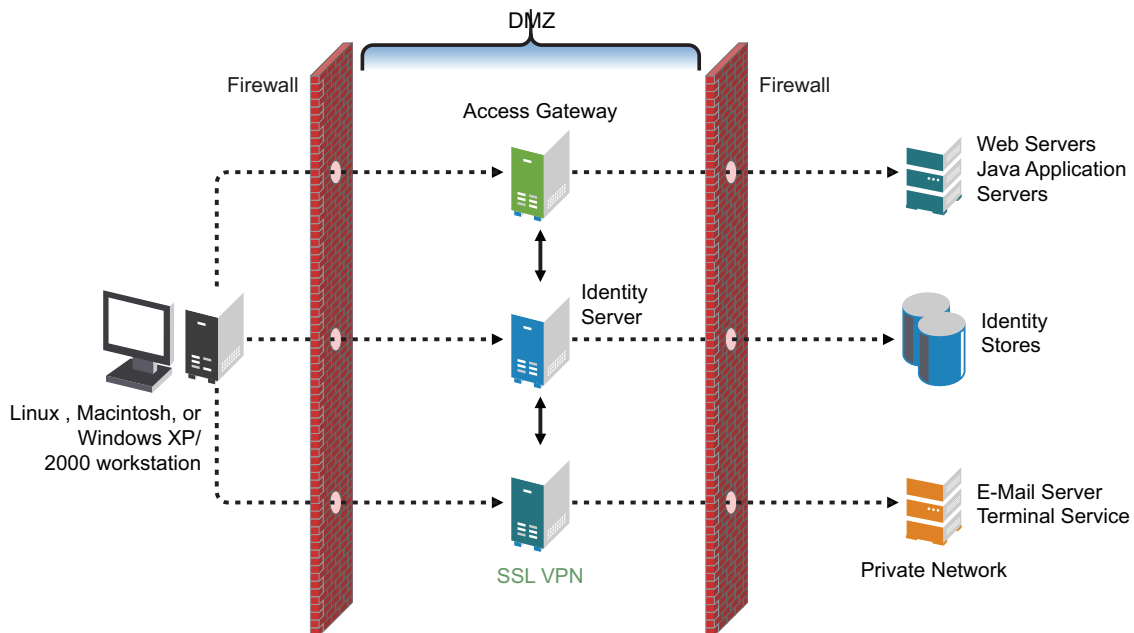 DMZ
Firewall
Firewall
Access Gateway
Web Servers
Java Application
Servers
Identity
Server
Identity
Stores
Linux , Macintosh, or
Windows XP/
2000 workstation
E-Mail Server
Terminal Service
SSL VPN
Private Network